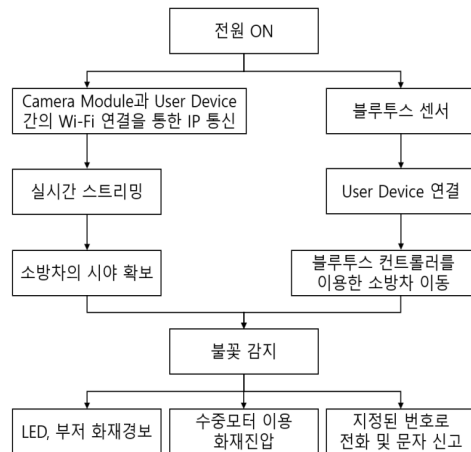 전원 ON
Camera Module과 User Device
간의 Wi-Fi 연결을 통한 IP 통신
블루투스 센서
실시간 스트리밍
User Device 연결
소방차의 시야 확보
블루투스 컨트롤러를
이용한 소방차 이동
불꽃 감지
LED, 부저 화재경보
수중모터 이용
화재진압
지정된 번호로
전화 및 문자 신고